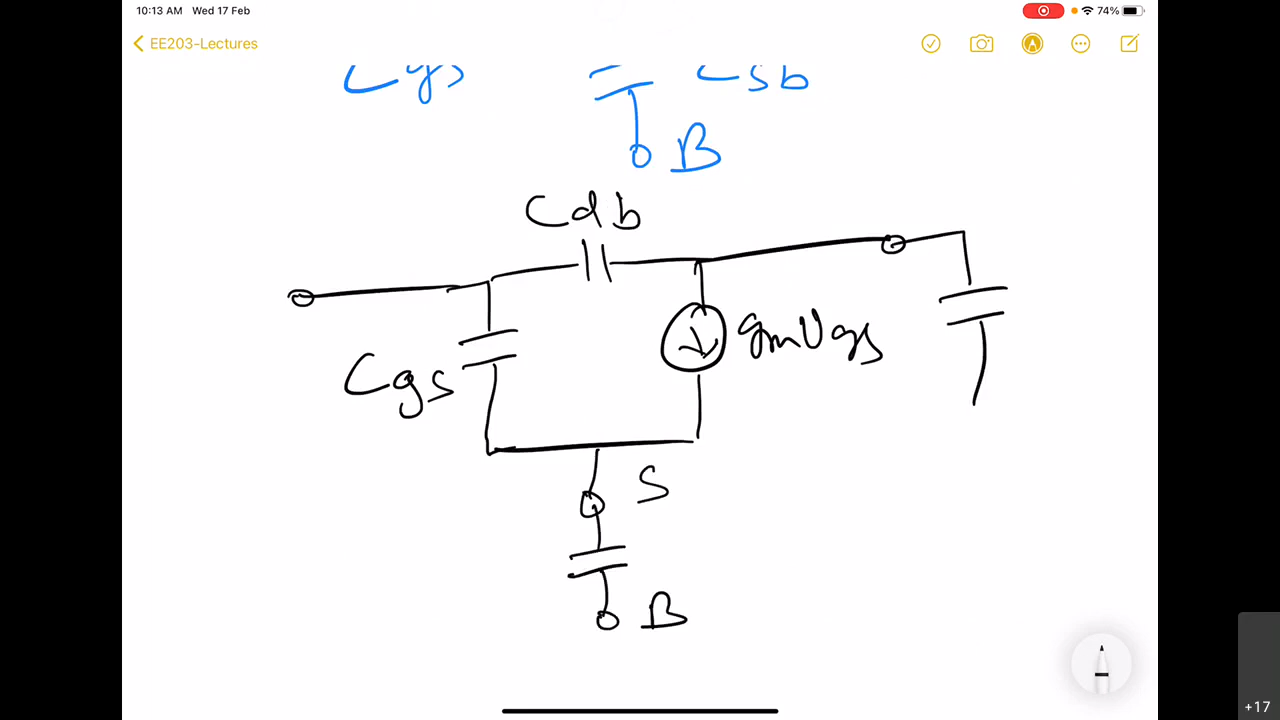 10:13 AM Wed 17 Feb
74%
EE203-Lectures
Cgs
Csb
B
Cdb
gmVgs
Cgs
S
B
+17